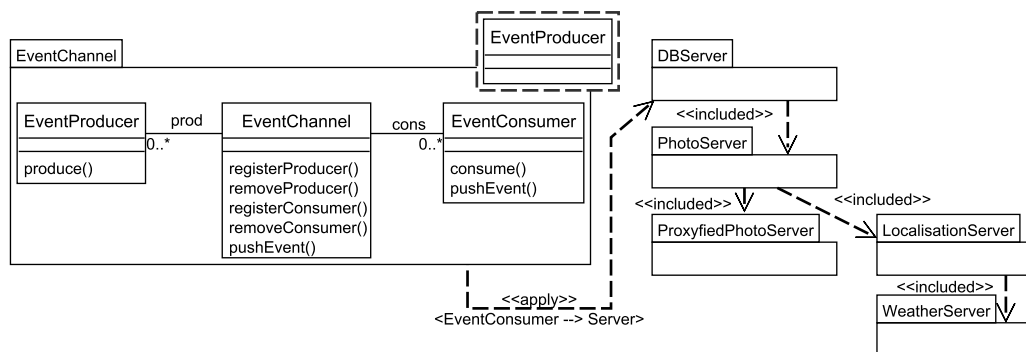 EventProducer
EventChannel
DBServer
EventProducer
prod
EventChannel
cons
EventConsumer
0..*
0..*
produce()
registerProducer()
removeProducer()
registerConsumer()
removeConsumer()
pushEvent()
consume()
pushEvent()
<<included>>
PhotoServer
<<included>>
<<included>>
ProxyfiedPhotoServer
LocalisationServer
<<included>>
WeatherServer
<<apply>>
<EventConsumer --> Server>